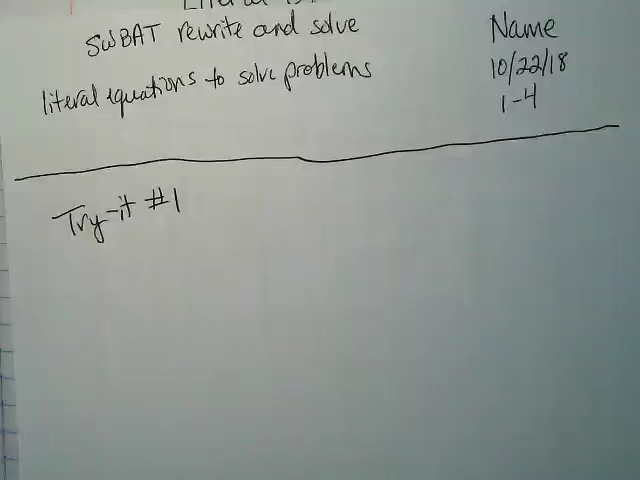 SWBAT rewrite and solve
literal equations to solve problems
Name
10/22/18
1-4
Try-it #1